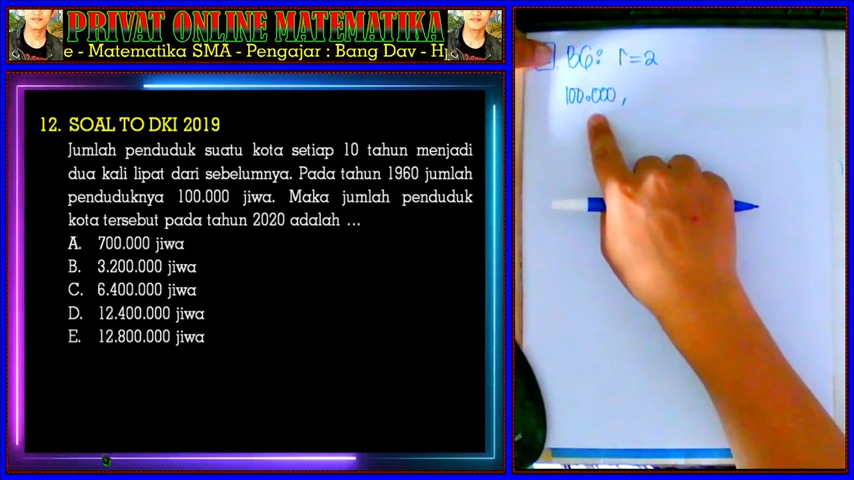 PRIVAT ONLINE MATEMATIKA
e - Matematika SMA - Pengajar : Bang Dav - H
12. SOAL TO DKI 2019
Jumlah penduduk suatu kota setiap 10 tahun menjadi
dua kali lipat dari sebelumnya. Pada tahun 1960 jumlah
penduduknya 100.000 jiwa. Maka jumlah penduduk
kota tersebut pada tahun 2020 adalah ...
A. 700.000 jiwa
B. 3.200.000 jiwa
C. 6.400.000 jiwa
D. 12.400.000 jiwa
E. 12.800.000 jiwa
BG: r=2
100.000,